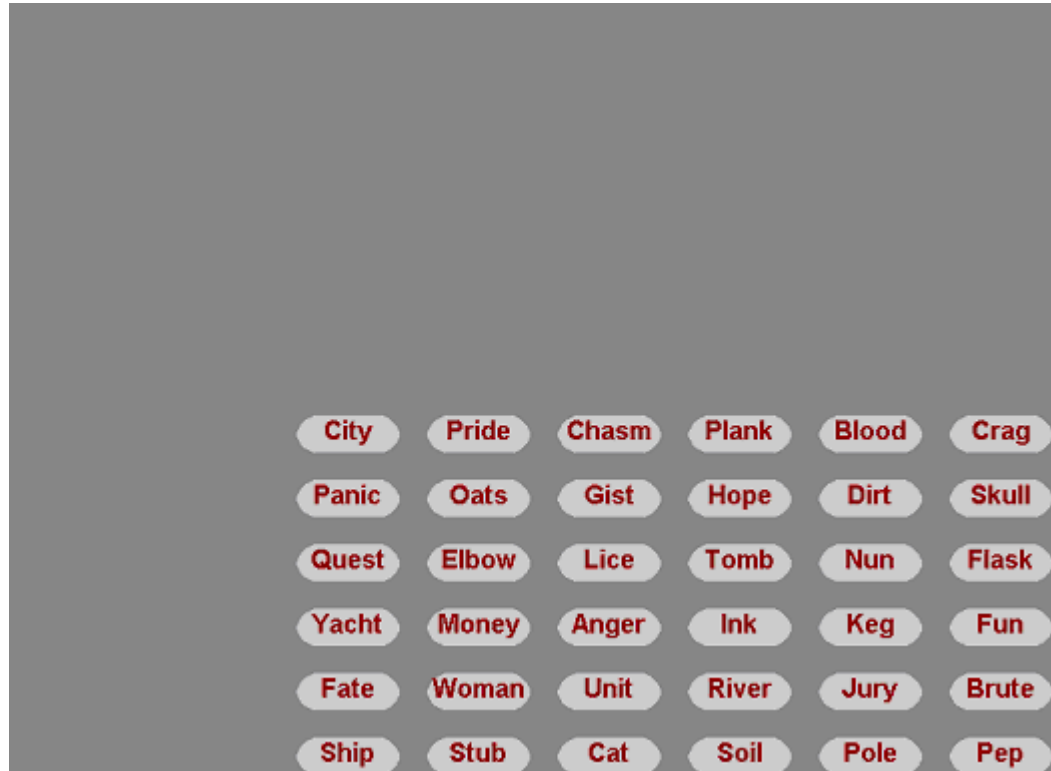 City Pride Chasm Plank Blood Crag
Panic Oats Gist Hope Dirt Skull
Quest Elbow Lice Tomb Nun Flask
Yacht Money Anger Ink Keg Fun
Fate Woman Unit River Jury Brute
Ship Stub Cat Soil Pole Pep